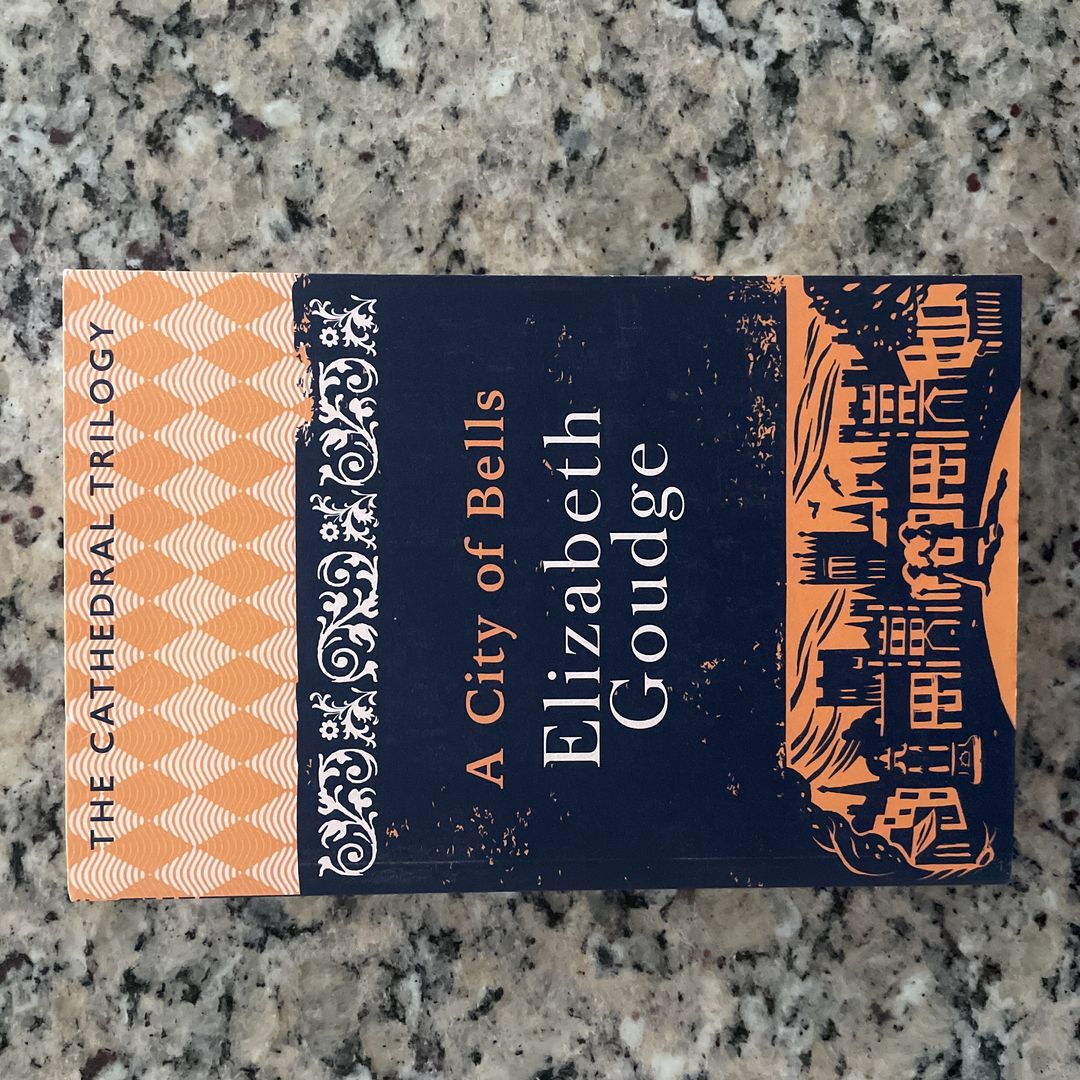 THE CATHEDRAL TRILOGY
A City of Bells
Elizabeth
Goudge